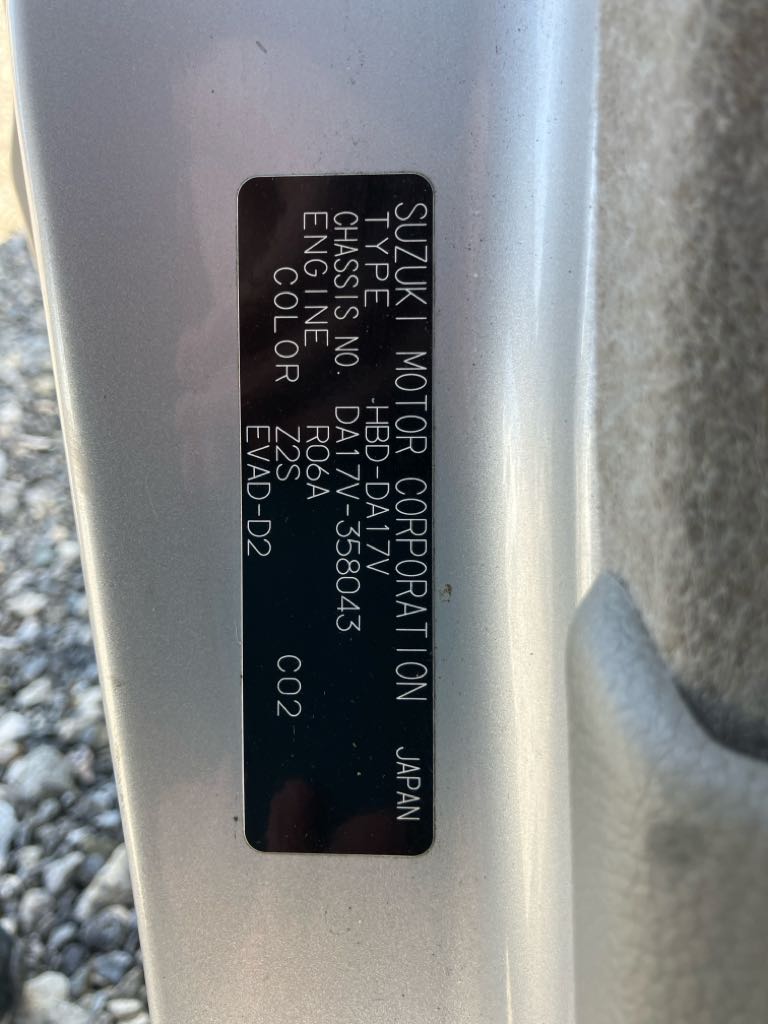 SUZUKI MOTOR CORPORATION JAPAN
TYPE HBD-DA17V
CHASSIS NO. DA17V-358043
ENGINE R06A
COLOR Z2S C02
EVAD-D2